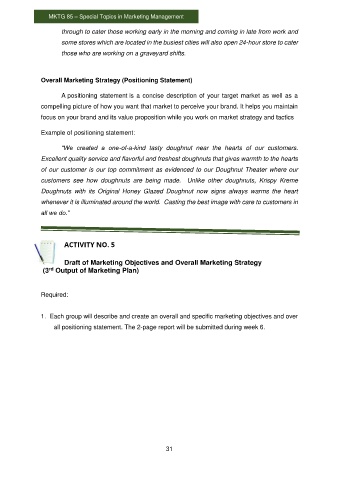 MKTG 85 – Special Topics in Marketing Management
through to cater those working early in the morning and coming in late from work and
some stores which are located in the busiest cities will also open 24-hour store to cater
those who are working on a graveyard shifts.
Overall Marketing Strategy (Positioning Statement)
A positioning statement is a concise description of your target market as well as a
compelling picture of how you want that market to perceive your brand. It helps you maintain
focus on your brand and its value proposition while you work on market strategy and tactics
Example of positioning statement:
"We created a one-of-a-kind tasty doughnut near the hearts of our customers.
Excellent quality service and flavorful and freshest doughnuts that gives warmth to the hearts
of our customer is our top commitment as evidenced to our Doughnut Theater where our
customers see how doughnuts are being made. Unlike other doughnuts, Krispy Kreme
Doughnuts with its Original Honey Glazed Doughnut now signs always warms the heart
whenever it is illuminated around the world. Casting the best image with care to customers in
all we do."
ACTIVITY NO. 5
Draft of Marketing Objectives and Overall Marketing Strategy
(3rd Output of Marketing Plan)
Required:
1. Each group will describe and create an overall and specific marketing objectives and over
all positioning statement. The 2-page report will be submitted during week 6.
31